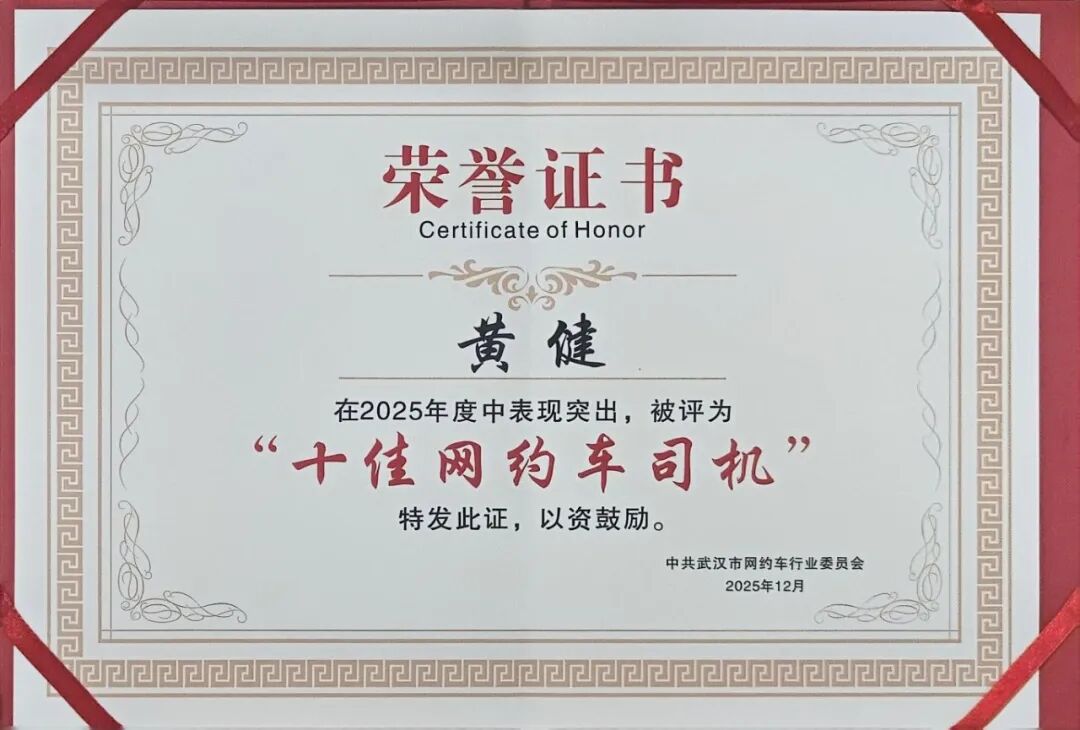 荣誉证书
Certificate of Honor
黄健
在2025年度中表现突出，被评为
“十佳网约车司机”
特发此证，以资鼓励。
中共武汉市网约车行业委员会
2025年12月